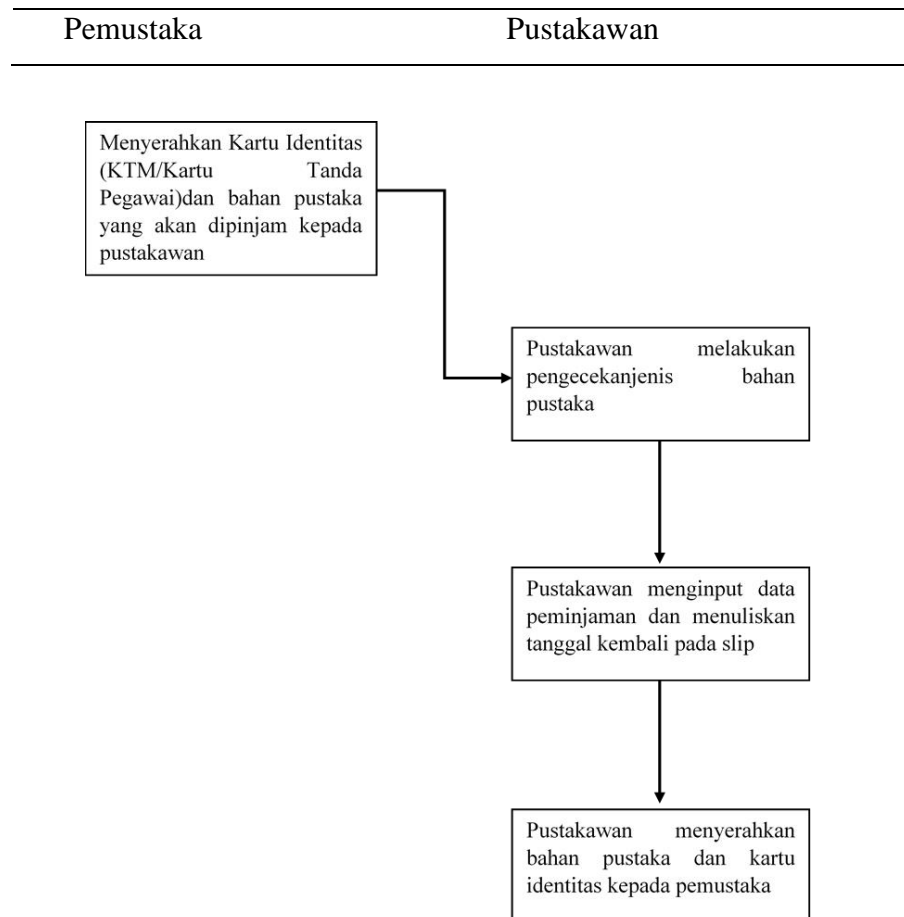 Pemustaka Pustakawan
Menyerahkan Kartu Identitas
(KTM/Kartu Tanda
Pegawai)dan bahan pustaka
yang akan dipinjam kepada
pustakawan
Pustakawan melakukan
pengecekanjenis bahan
pustaka
Pustakawan menginput data
peminjaman dan menuliskan
tanggal kembali pada slip
Pustakawan menyerahkan
bahan pustaka dan kartu
identitas kepada pemustaka